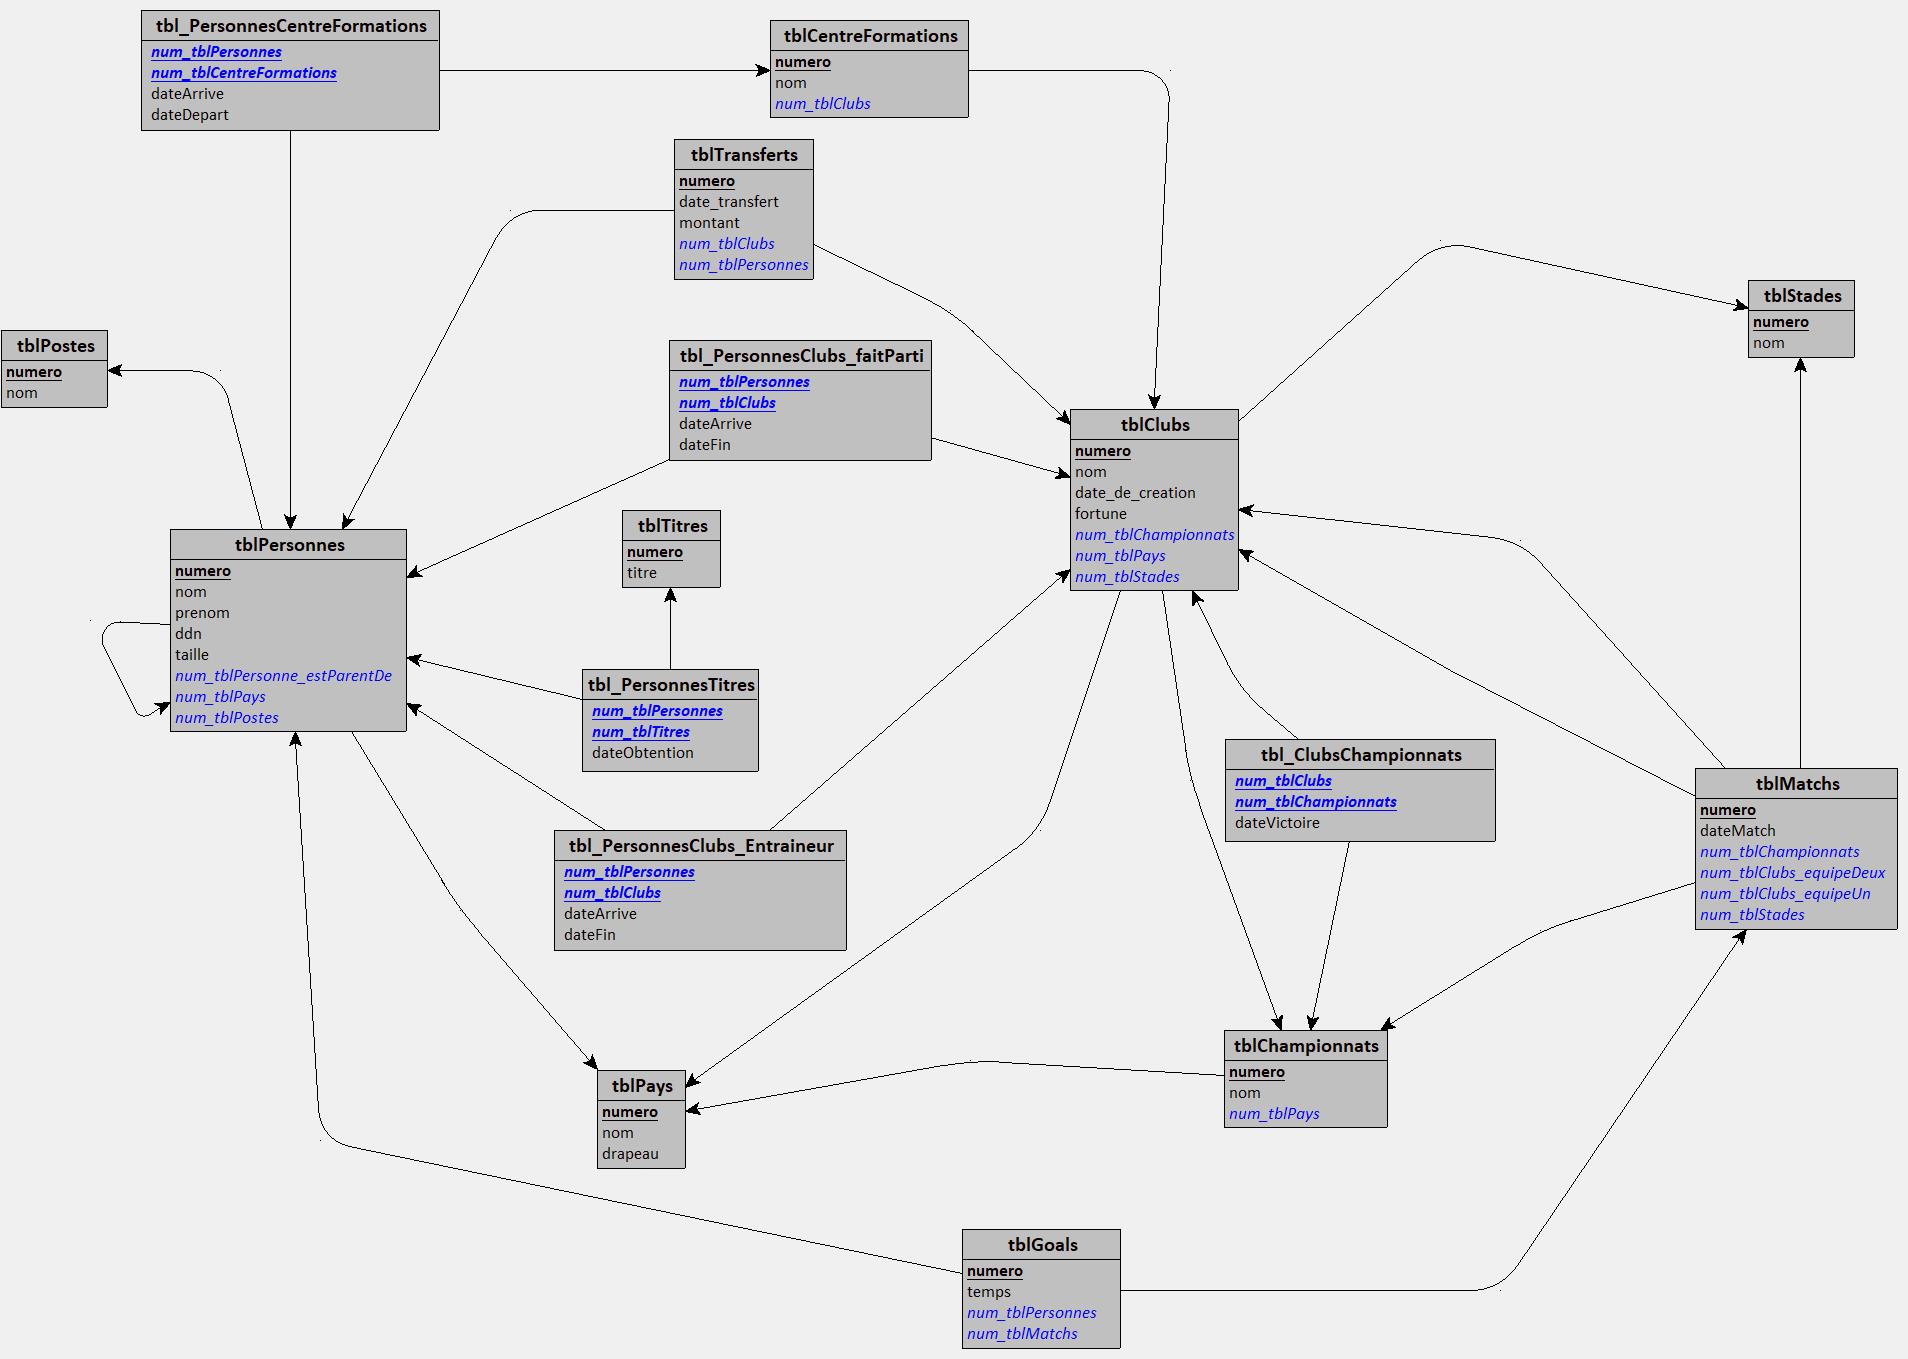 tbl_PersonnesCentreFormations
num_tblPersonnes
num_tblCentreFormations
dateArrive
dateDepart
tblCentreFormations
numero
nom
num_tblClubs
tblTransferts
numero
date_transfert
montant
num_tblClubs
num_tblPersonnes
tblStades
numero
nom
tblPostes
numero
nom
tbl_PersonnesClubs_faitParti
num_tblPersonnes
num_tblClubs
dateArrive
dateFin
tblClubs
numero
nom
date_de_creation
fortune
num_tblChampionnats
num_tblPays
num_tblStades
tblTitres
numero
titre
tblPersonnes
numero
nom
prenom
ddn
taille
num_tblPersonne_estParentDe
num_tblPays
num_tblPostes
tbl_PersonnesTitres
num_tblPersonnes
num_tblTitres
dateObtention
tbl_ClubsChampionnats
num_tblClubs
num_tblChampionnats
dateVictoire
tblMatchs
numero
dateMatch
num_tblChampionnats
num_tblClubs_equipeDeux
num_tblClubs_equipeUn
num_tblStades
tbl_PersonnesClubs_Entraineur
num_tblPersonnes
num_tblClubs
dateArrive
dateFin
tblChampionnats
numero
nom
num_tblPays
tblPays
numero
nom
drapeau
tblGoals
numero
temps
num_tblPersonnes
num_tblMatchs